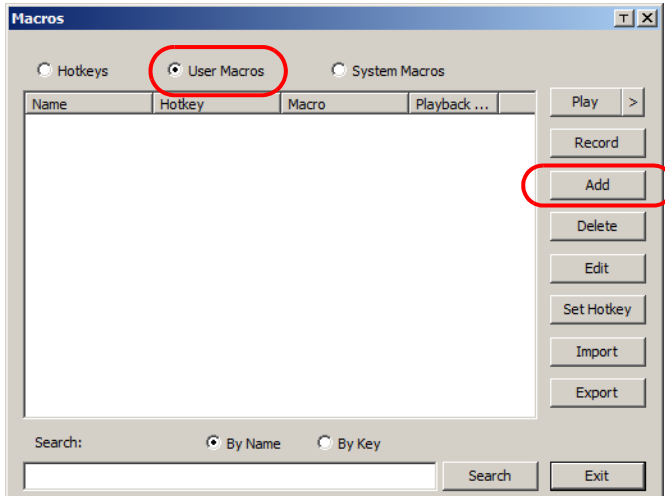 Macros T X
Hotkeys User Macros System Macros
Name Hotkey Macro Playback ...
Play >
Record
Add
Delete
Edit
Set Hotkey
Import
Export
Search: By Name By Key
Search Exit